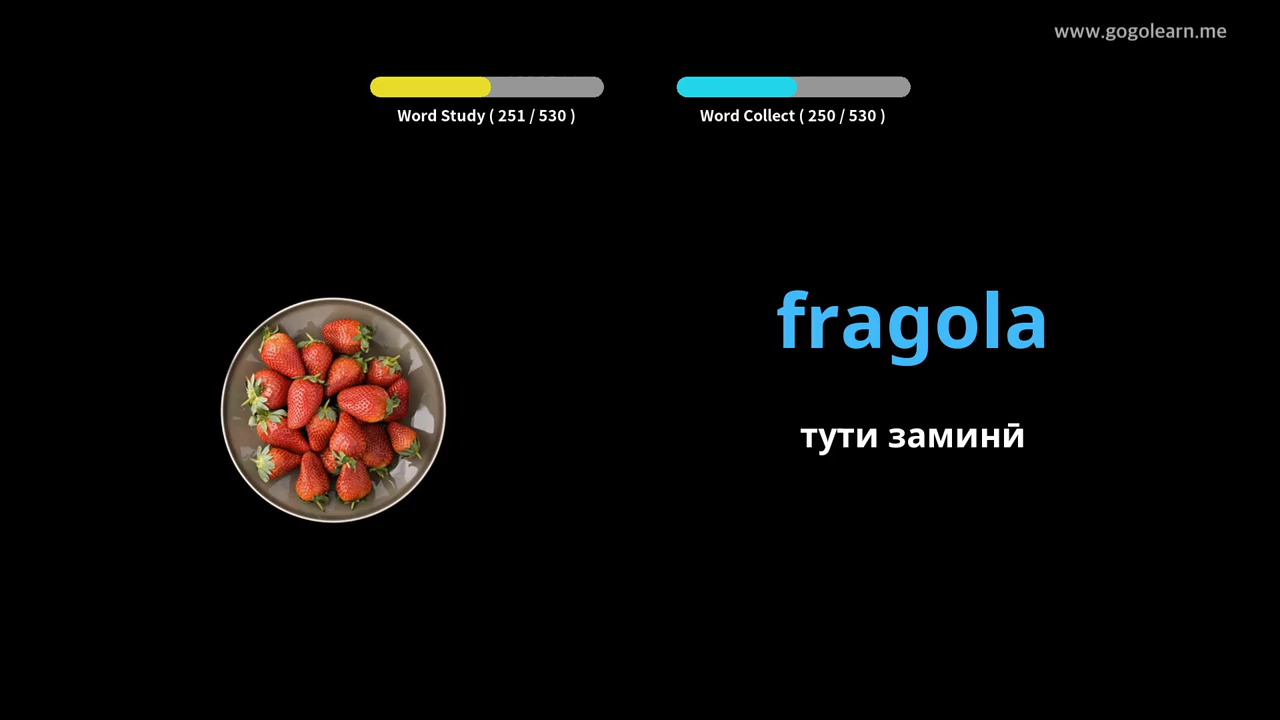 www.gogolearn.me
Word Study ( 251 / 530 )
Word Collect ( 250 / 530 )
fragola
тути заминӣ